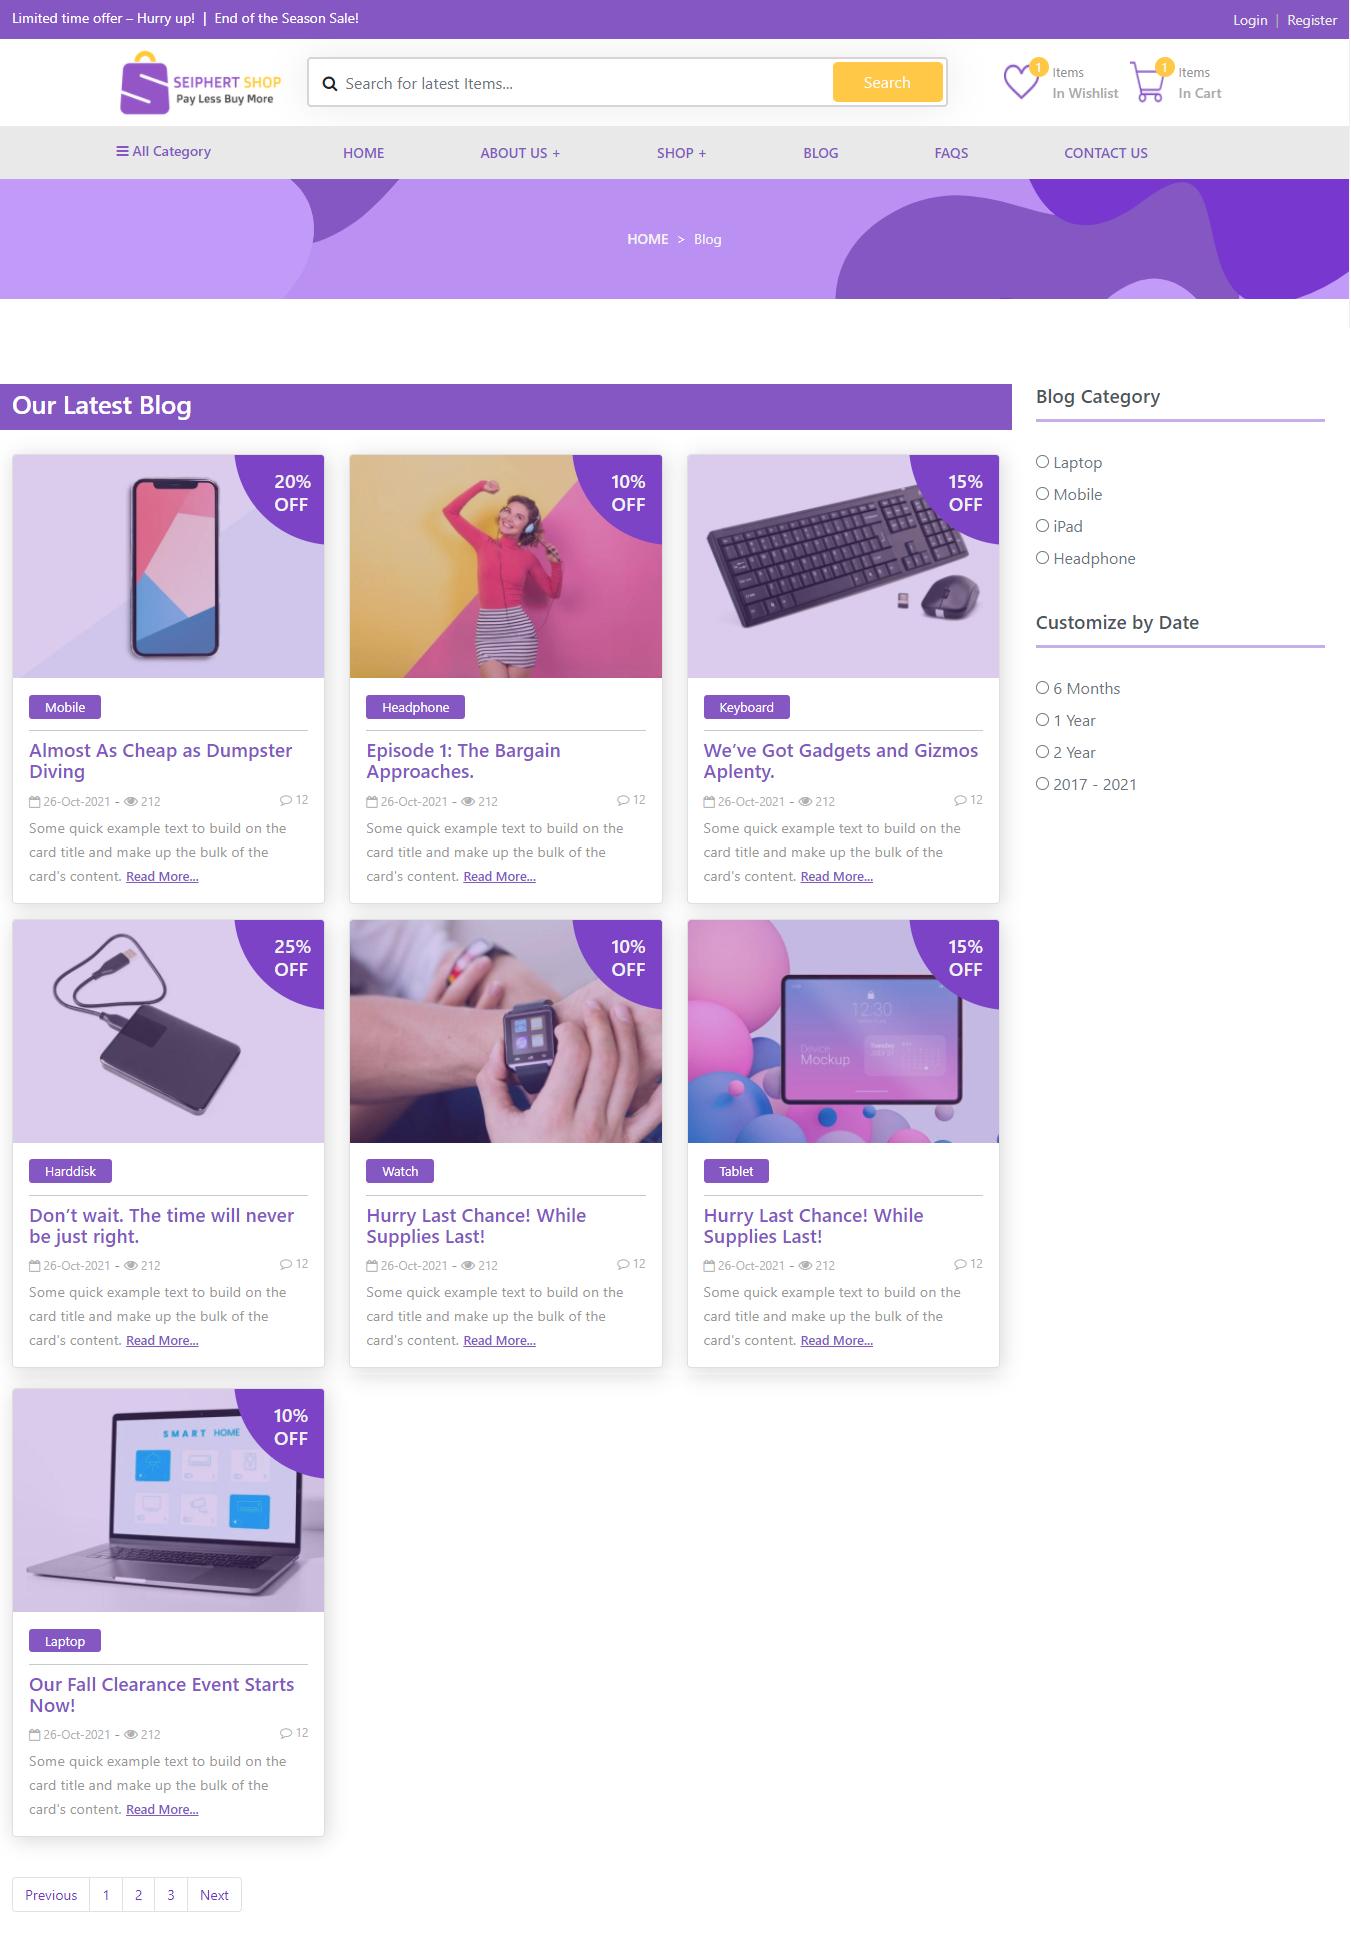 Limited time offer – Hurry up! | End of the Season Sale!
Login | Register
SEIPHERT SHOP
Pay Less Buy More
Search for latest Items...
Search
1
Items
In Wishlist
1
Items
In Cart
All Category
HOME
ABOUT US +
SHOP +
BLOG
FAQS
CONTACT US
HOME > Blog
Our Latest Blog
20%
OFF
Mobile
Almost As Cheap as Dumpster
Diving
26-Oct-2021 - 212
12
Some quick example text to build on the
card title and make up the bulk of the
card's content. Read More...
10%
OFF
Headphone
Episode 1: The Bargain
Approaches.
26-Oct-2021 - 212
12
Some quick example text to build on the
card title and make up the bulk of the
card's content. Read More...
15%
OFF
Keyboard
We’ve Got Gadgets and Gizmos
Aplenty.
26-Oct-2021 - 212
12
Some quick example text to build on the
card title and make up the bulk of the
card's content. Read More...
25%
OFF
Harddisk
Don’t wait. The time will never
be just right.
26-Oct-2021 - 212
12
Some quick example text to build on the
card title and make up the bulk of the
card's content. Read More...
10%
OFF
Watch
Hurry Last Chance! While
Supplies Last!
26-Oct-2021 - 212
12
Some quick example text to build on the
card title and make up the bulk of the
card's content. Read More...
15%
OFF
12:30
Device
Mockup
Tuesday
Tablet
Hurry Last Chance! While
Supplies Last!
26-Oct-2021 - 212
12
Some quick example text to build on the
card title and make up the bulk of the
card's content. Read More...
10%
OFF
SMART HOME
Laptop
Our Fall Clearance Event Starts
Now!
26-Oct-2021 - 212
12
Some quick example text to build on the
card title and make up the bulk of the
card's content. Read More...
Previous
1
2
3
Next
Blog Category
Laptop
Mobile
iPad
Headphone
Customize by Date
6 Months
1 Year
2 Year
2017 - 2021